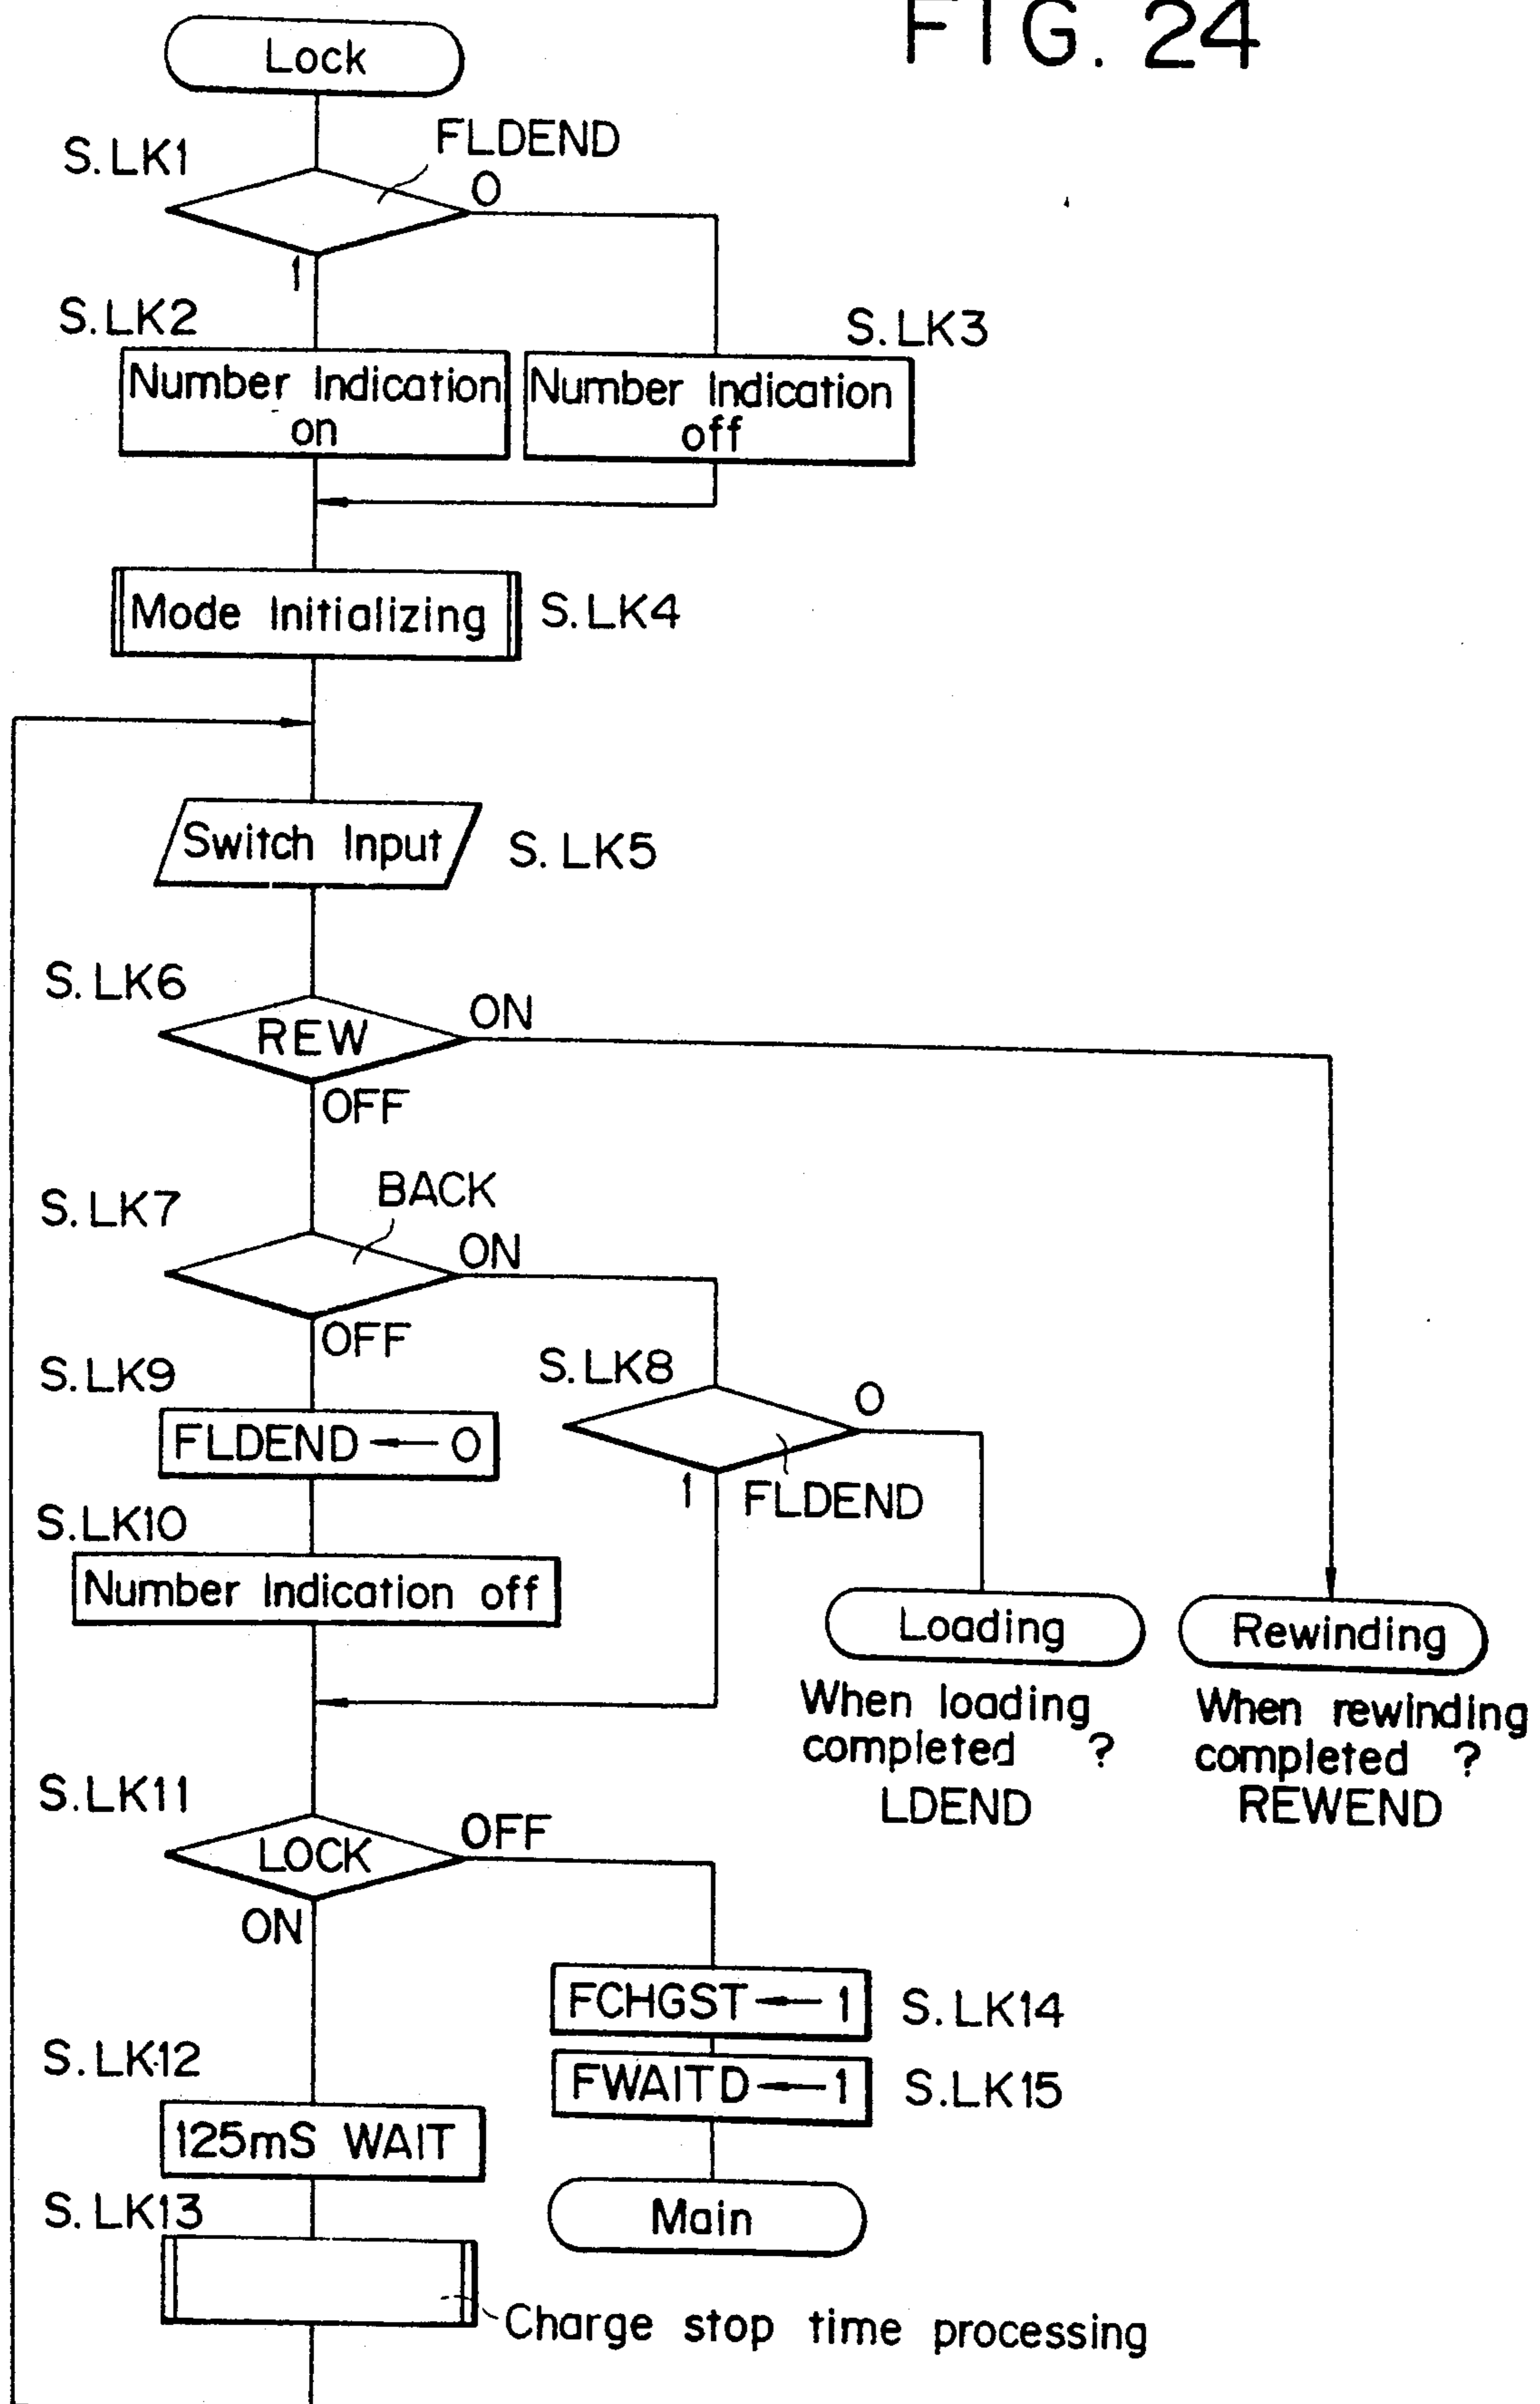 FIG. 24
Lock
S.LK1
FLDEND
0
1
S.LK2
S.LK3
Number Indication
on
Number Indication
off
Mode Initializing
S.LK4
Switch Input
S.LK5
S.LK6
REW
ON
OFF
S.LK7
BACK
ON
OFF
S.LK9
S.LK8
0
FLDEND ← 0
1
FLDEND
S.LK10
Number Indication off
Loading
Rewinding
When loading
completed ?
LDEND
When rewinding
completed ?
REWEND
S.LK11
LOCK
OFF
ON
FCHGST ← 1
S.LK14
S.LK12
FWAITD ← 1
S.LK15
125mS WAIT
S.LK13
Main
Charge stop time processing